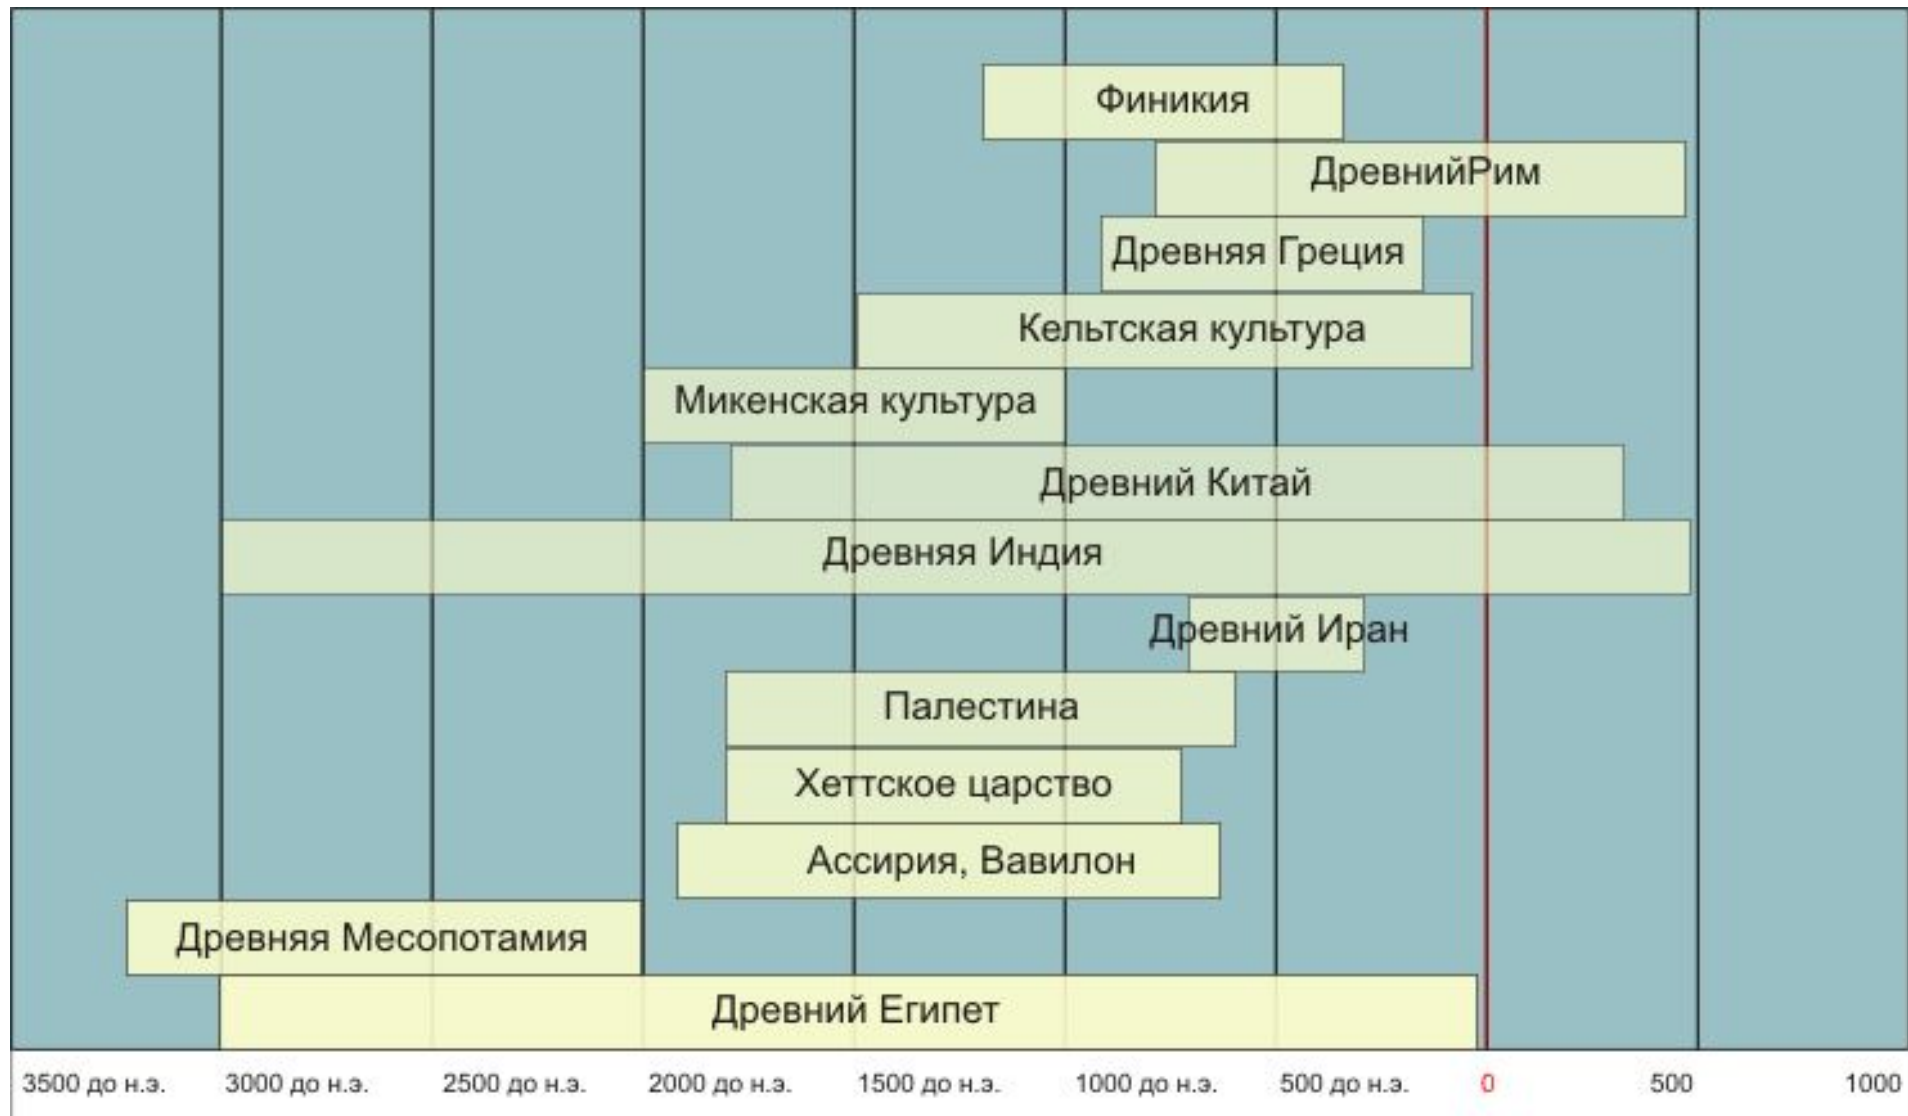 Финикия
ДревнийРим
Древняя Греция
Кельтская культура
Микенская культура
Древний Китай
Древняя Индия
Древний Иран
Палестина
Хеттское царство
Ассирия, Вавилон
Древняя Месопотамия
Древний Египет
3500 до н.э. 3000 до н.э. 2500 до н.э. 2000 до н.э. 1500 до н.э. 1000 до н.э. 500 до н.э. 0 500 1000